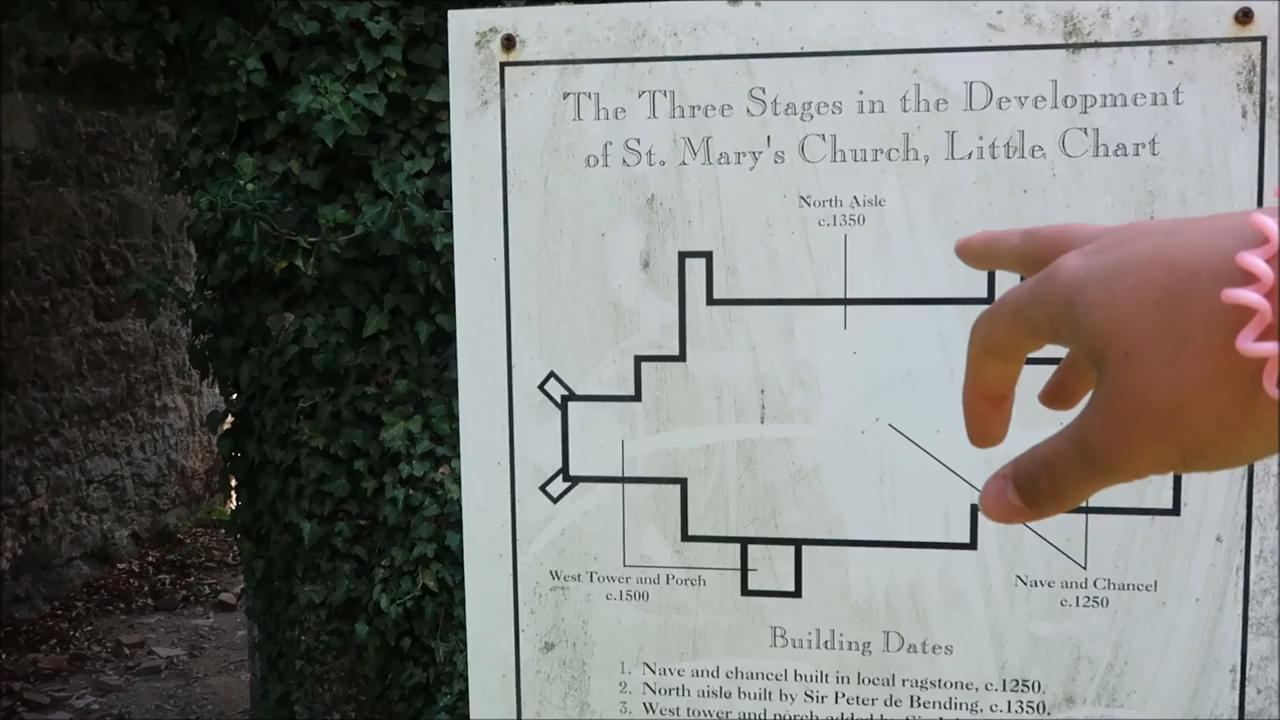 The Three Stages in the Development
of St. Mary's Church, Little Chart
North Aisle
c.1350
West Tower and Porch
c.1500
Nave and Chancel
c.1250
Building Dates
1. Nave and chancel built in local ragstone, c.1250.
2. North aisle built by Sir Peter de Bending, c.1350.
3. West tower and porch added by Sir